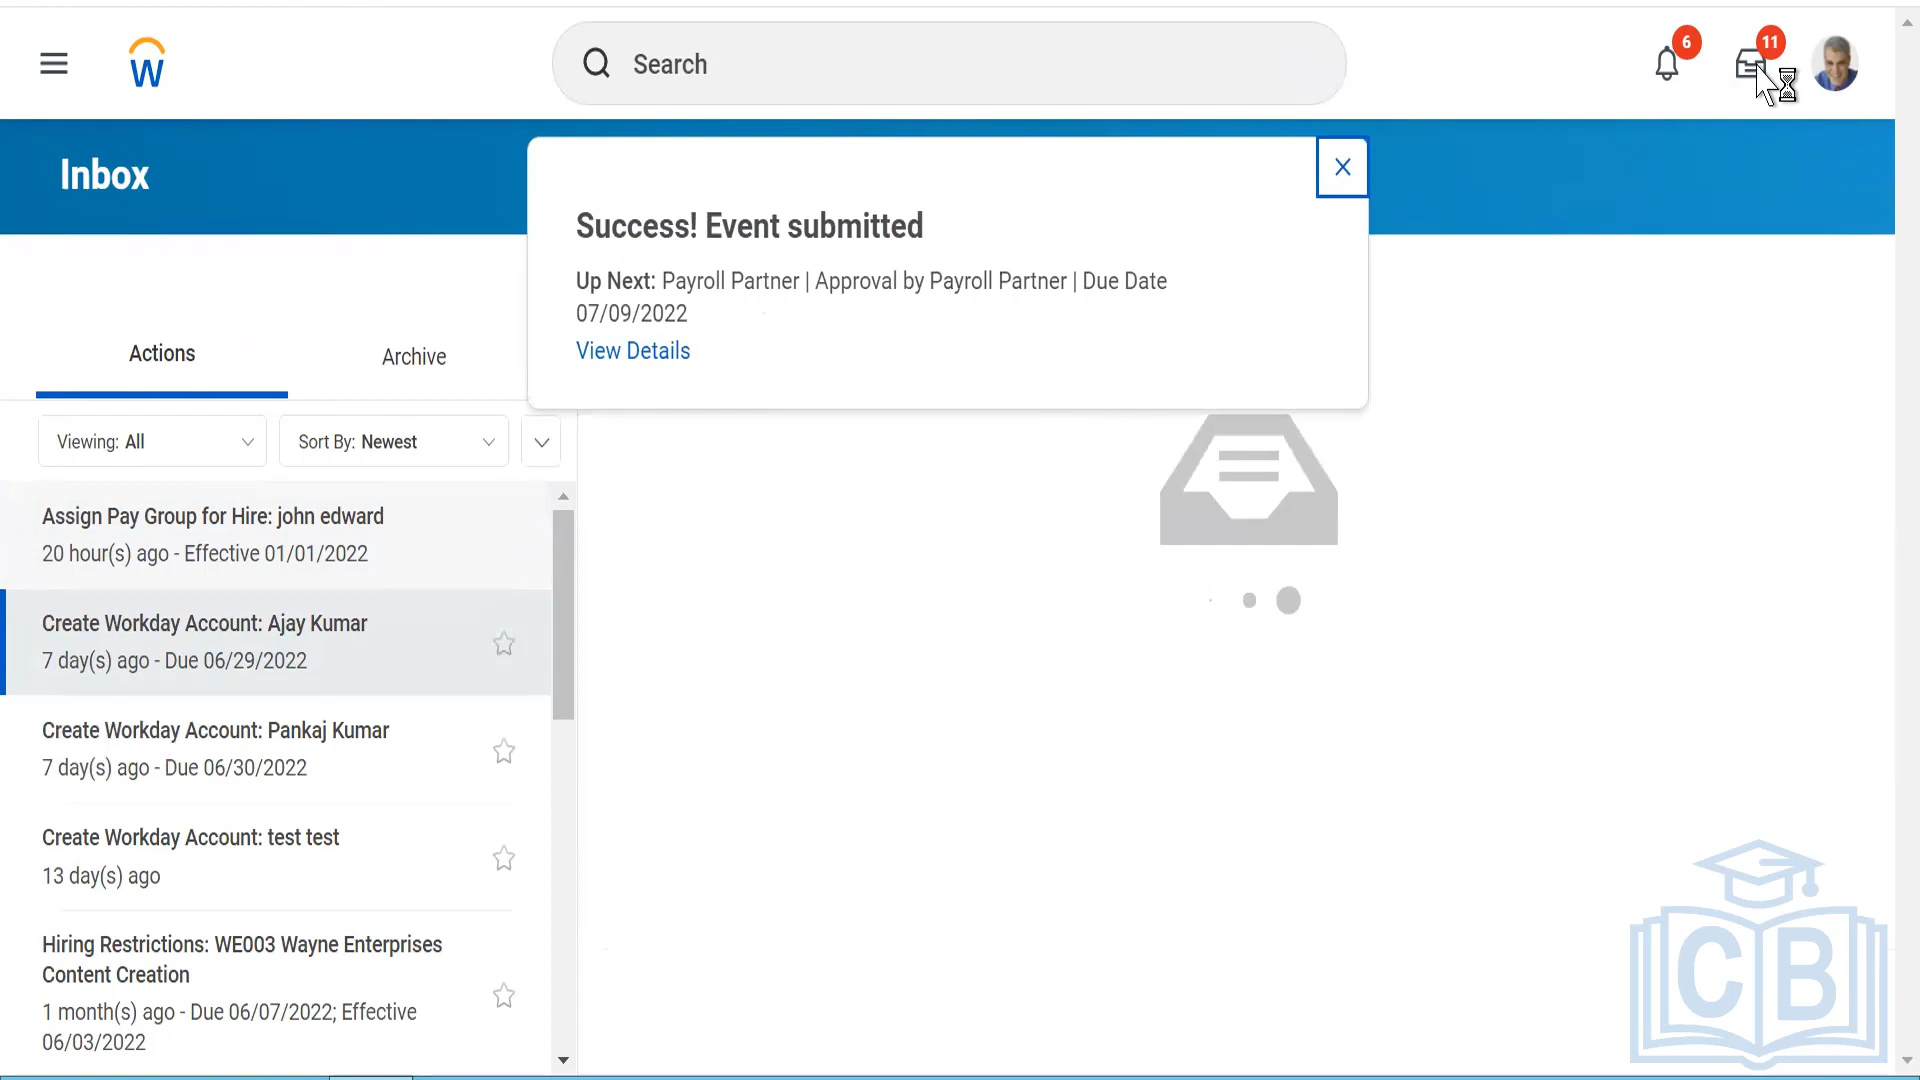 W
Search
6
11
Inbox
Success! Event submitted
Up Next: Payroll Partner | Approval by Payroll Partner | Due Date
07/09/2022
View Details
Actions
Archive
Viewing: All
Sort By: Newest
Assign Pay Group for Hire: john edward
20 hour(s) ago - Effective 01/01/2022
Create Workday Account: Ajay Kumar
7 day(s) ago - Due 06/29/2022
Create Workday Account: Pankaj Kumar
7 day(s) ago - Due 06/30/2022
Create Workday Account: test test
13 day(s) ago
Hiring Restrictions: WE003 Wayne Enterprises
Content Creation
1 month(s) ago - Due 06/07/2022; Effective
06/03/2022
CB